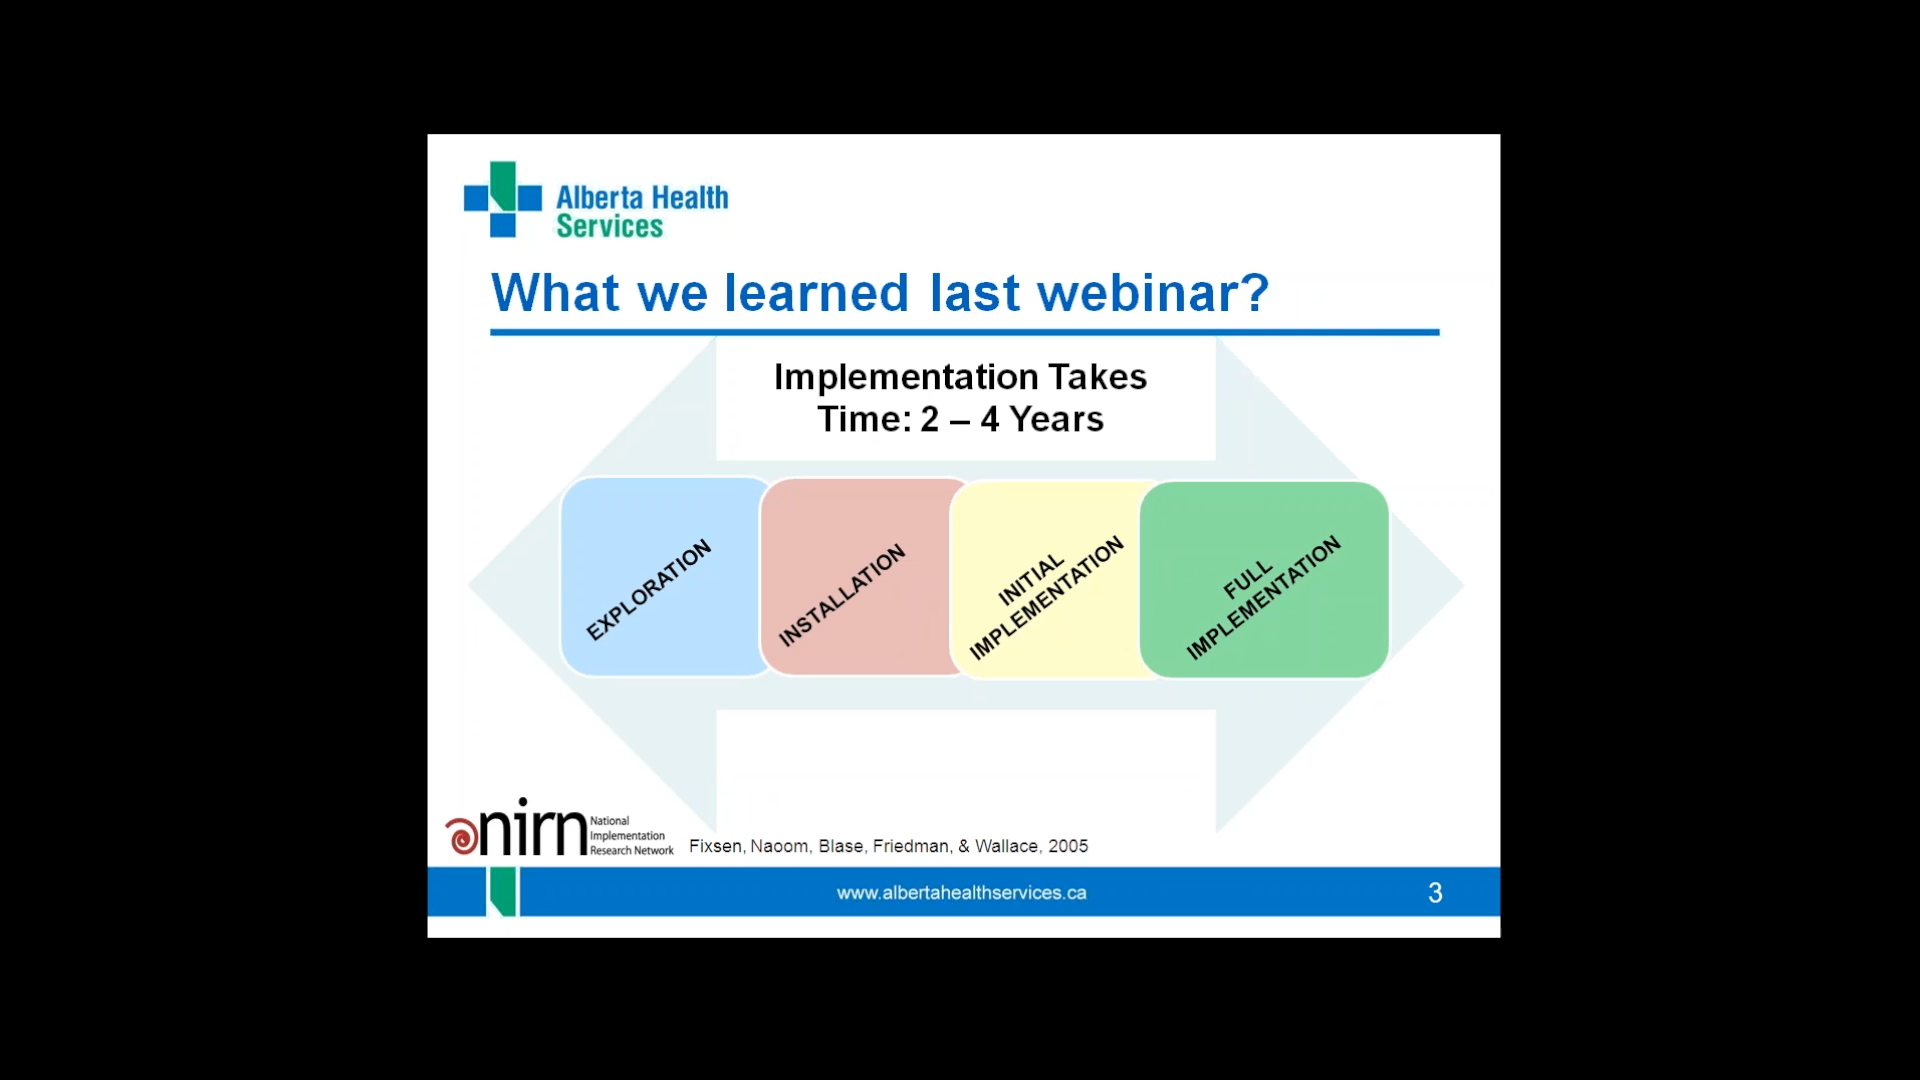 Alberta Health
Services
What we learned last webinar?
Implementation Takes
Time: 2 – 4 Years
EXPLORATION
INSTALLATION
INITIAL
IMPLEMENTATION
FULL
IMPLEMENTATION
nirn
National
Implementation
Research Network
Fixsen, Naoom, Blase, Friedman, & Wallace, 2005
www.albertahealthservices.ca
3